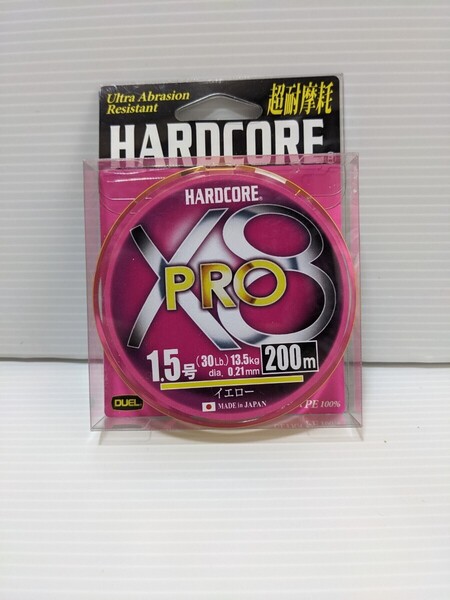 Ultra Abrasion
Resistant
超耐摩耗
HARDCORE
HARDCORE®
X8
PRO
1.5号
(30Lb.) 13.5kg
dia. 0.21mm
200m
イエロー
MADE in JAPAN
DUEL
PE 100%